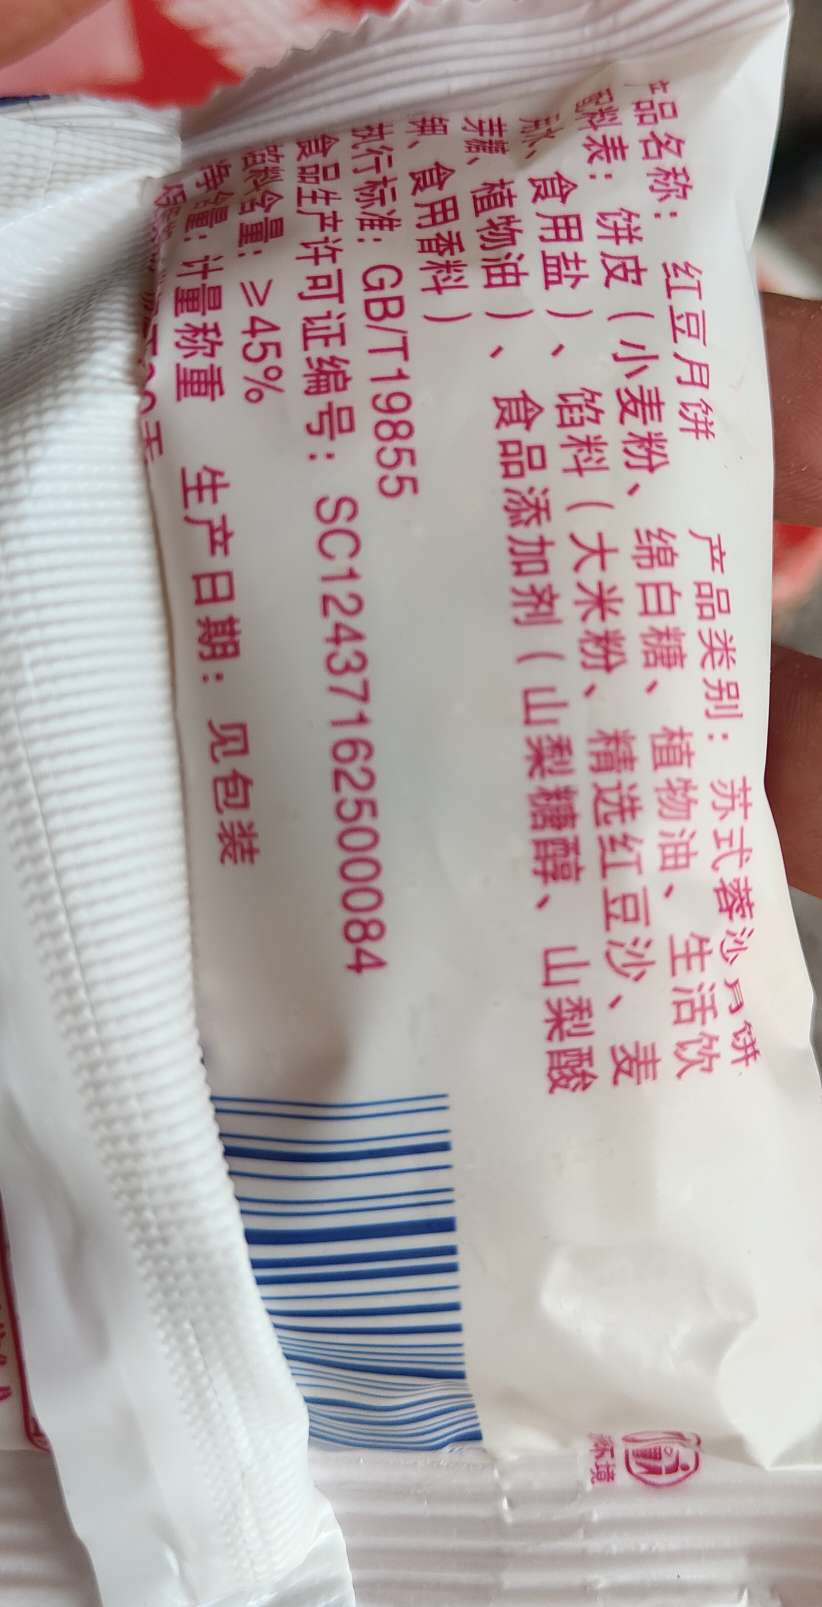 产品名称：红豆月饼 产品类别：苏式蓉沙月饼
配料表：饼皮（小麦粉、绵白糖、植物油、生活饮
用水、食用盐）、馅料（大米粉、精选红豆沙、麦
芽糖、植物油）、食品添加剂（山梨糖醇、山梨酸
钾、食用香料）
执行标准：GB/T19855
食品生产许可证编号：SC12437162500084
馅料含量：≥45%
净含量：计量称重 生产日期：见包装
环境